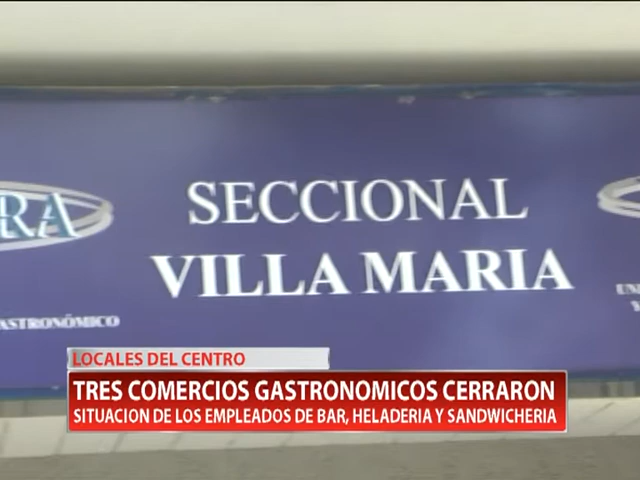 RA
SECCIONAL
VILLA MARIA
GASTRONÓMICO
LOCALES DEL CENTRO
TRES COMERCIOS GASTRONOMICOS CERRARON
SITUACION DE LOS EMPLEADOS DE BAR, HELADERIA Y SANDWICHERIA